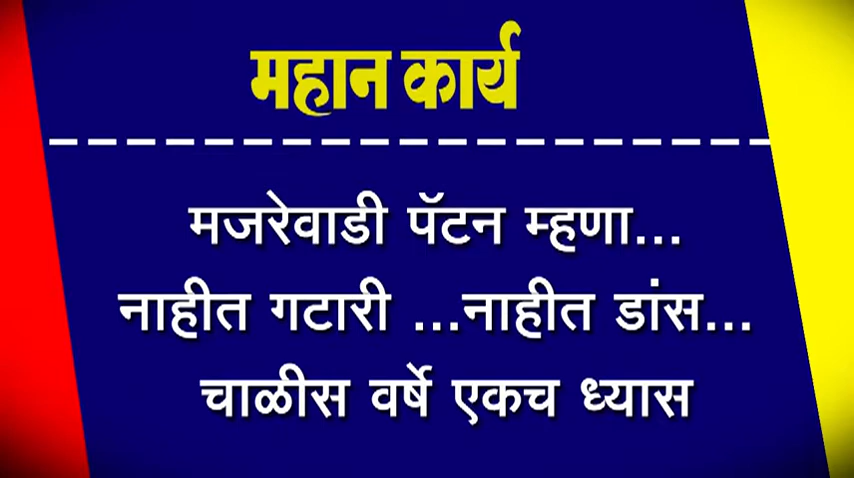 महान कार्य
मजरेवाडी पॅटन म्हणा...
नाहीत गटारी ...नाहीत डांस...
चाळीस वर्षे एकच ध्यास